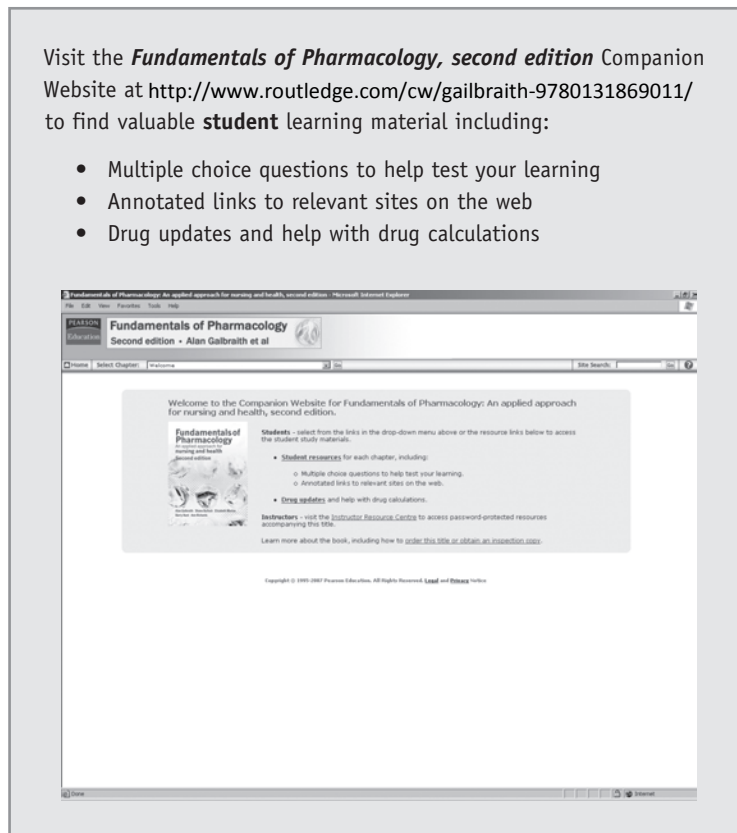 Visit the Fundamentals of Pharmacology, second edition Companion
Website at http://www.routledge.com/cw/gailbraith-9780131869011/
to find valuable student learning material including:
• Multiple choice questions to help test your learning
• Annotated links to relevant sites on the web
• Drug updates and help with drug calculations
Fundamentals of Pharmacology: An applied approach for nursing and health, second edition - Microsoft Internet Explorer
File Edit View Favorites Tools Help
PEARSON
Education
Fundamentals of Pharmacology
Second edition • Alan Galbraith et al
Home Select Chapter: Welcome Go Site Search: Go ?
Welcome to the Companion Website for Fundamentals of Pharmacology: An applied approach
for nursing and health, second edition.
Fundamentals of
Pharmacology
An applied approach for
nursing and health
Second edition
Students - select from the links in the drop-down menu above or the resource links below to access
the student study materials.
• Student resources for each chapter, including:
o Multiple choice questions to help test your learning.
o Annotated links to relevant sites on the web.
• Drug updates and help with drug calculations.
Instructors - visit the Instructor Resource Centre to access password-protected resources
accompanying this title.
Learn more about the book, including how to order this title or obtain an inspection copy.
Copyright © 1995-2007 Pearson Education. All Rights Reserved. Legal and Privacy Notice
Done Internet